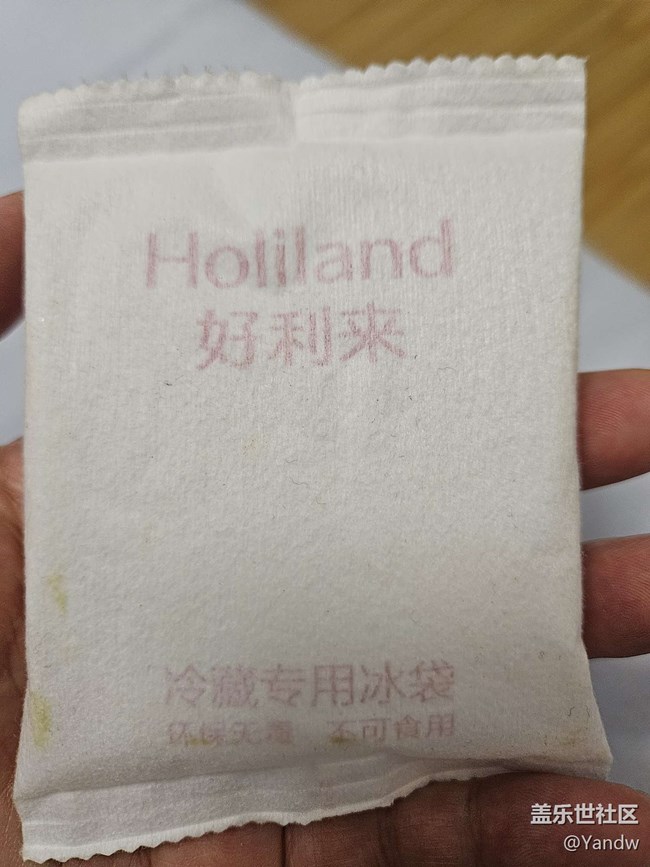 Holiland
好利来
冷藏专用冰袋
环保无毒 不可食用
盖乐世社区
@Yandw